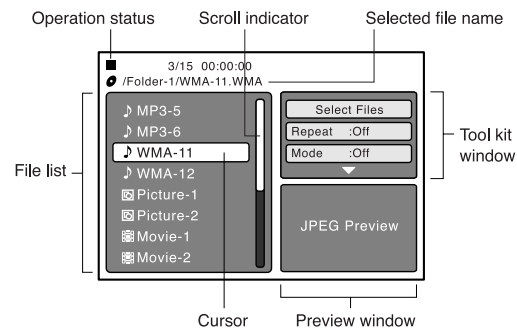 Operation status
Scroll indicator
Selected file name
3/15 00:00:00
/Folder-1/WMA-11.WMA
MP3-5
MP3-6
WMA-11
WMA-12
Picture-1
Picture-2
Movie-1
Movie-2
Select Files
Repeat :Off
Mode :Off
JPEG Preview
File list
Tool kit
window
Cursor
Preview window